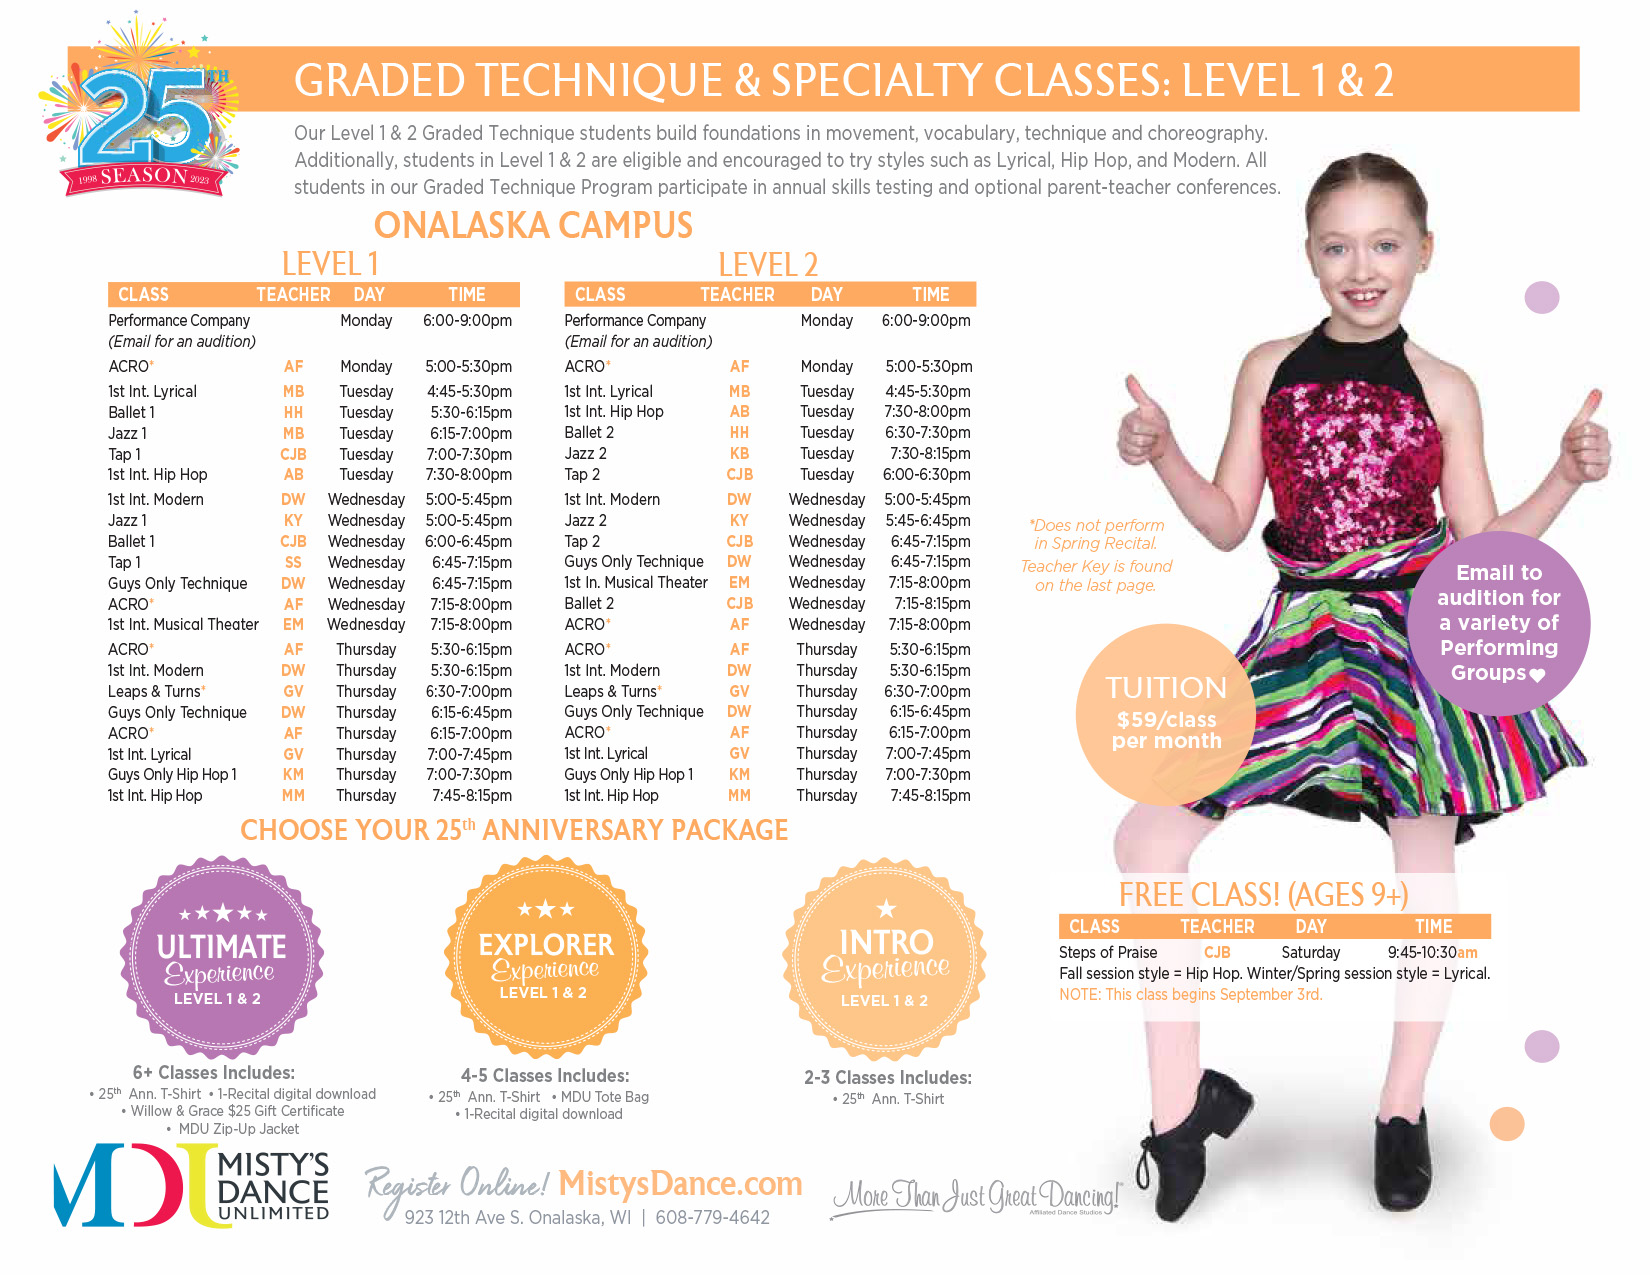 25TH
1998 SEASON 2023
GRADED TECHNIQUE & SPECIALTY CLASSES: LEVEL 1 & 2
Our Level 1 & 2 Graded Technique students build foundations in movement, vocabulary, technique and choreography.
Additionally, students in Level 1 & 2 are eligible and encouraged to try styles such as Lyrical, Hip Hop, and Modern. All
students in our Graded Technique Program participate in annual skills testing and optional parent-teacher conferences.
ONALASKA CAMPUS
LEVEL 1
CLASS TEACHER DAY TIME
Performance Company Monday 6:00-9:00pm
(Email for an audition)
ACRO* AF Monday 5:00-5:30pm
1st Int. Lyrical MB Tuesday 4:45-5:30pm
Ballet 1 HH Tuesday 5:30-6:15pm
Jazz 1 MB Tuesday 6:15-7:00pm
Tap 1 CJB Tuesday 7:00-7:30pm
1st Int. Hip Hop AB Tuesday 7:30-8:00pm
1st Int. Modern DW Wednesday 5:00-5:45pm
Jazz 1 KY Wednesday 5:00-5:45pm
Ballet 1 CJB Wednesday 6:00-6:45pm
Tap 1 SS Wednesday 6:45-7:15pm
Guys Only Technique DW Wednesday 6:45-7:15pm
ACRO* AF Wednesday 7:15-8:00pm
1st Int. Musical Theater EM Wednesday 7:15-8:00pm
ACRO* AF Thursday 5:30-6:15pm
1st Int. Modern DW Thursday 5:30-6:15pm
Leaps & Turns* GV Thursday 6:30-7:00pm
Guys Only Technique DW Thursday 6:15-6:45pm
ACRO* AF Thursday 6:15-7:00pm
1st Int. Lyrical GV Thursday 7:00-7:45pm
Guys Only Hip Hop 1 KM Thursday 7:00-7:30pm
1st Int. Hip Hop MM Thursday 7:45-8:15pm
LEVEL 2
CLASS TEACHER DAY TIME
Performance Company Monday 6:00-9:00pm
(Email for an audition)
ACRO* AF Monday 5:00-5:30pm
1st Int. Lyrical MB Tuesday 4:45-5:30pm
1st Int. Hip Hop AB Tuesday 7:30-8:00pm
Ballet 2 HH Tuesday 6:30-7:30pm
Jazz 2 KB Tuesday 7:30-8:15pm
Tap 2 CJB Tuesday 6:00-6:30pm
1st Int. Modern DW Wednesday 5:00-5:45pm
Jazz 2 KY Wednesday 5:45-6:45pm
Tap 2 CJB Wednesday 6:45-7:15pm
Guys Only Technique DW Wednesday 6:45-7:15pm
1st In. Musical Theater EM Wednesday 7:15-8:00pm
Ballet 2 CJB Wednesday 7:15-8:15pm
ACRO* AF Wednesday 7:15-8:00pm
ACRO* AF Thursday 5:30-6:15pm
1st Int. Modern DW Thursday 5:30-6:15pm
Leaps & Turns* GV Thursday 6:30-7:00pm
Guys Only Technique DW Thursday 6:15-6:45pm
ACRO* AF Thursday 6:15-7:00pm
1st Int. Lyrical GV Thursday 7:00-7:45pm
Guys Only Hip Hop 1 KM Thursday 7:00-7:30pm
1st Int. Hip Hop MM Thursday 7:45-8:15pm
*Does not perform
in Spring Recital.
Teacher Key is found
on the last page.
Email to
audition for
a variety of
Performing
Groups
TUITION
$59/class
per month
CHOOSE YOUR 25th ANNIVERSARY PACKAGE
ULTIMATE
Experience
LEVEL 1 & 2
6+ Classes Includes:
• 25th Ann. T-Shirt • 1-Recital digital download
• Willow & Grace $25 Gift Certificate
• MDU Zip-Up Jacket
EXPLORER
Experience
LEVEL 1 & 2
4-5 Classes Includes:
• 25th Ann. T-Shirt • MDU Tote Bag
• 1-Recital digital download
INTRO
Experience
LEVEL 1 & 2
2-3 Classes Includes:
• 25th Ann. T-Shirt
FREE CLASS! (AGES 9+)
CLASS TEACHER DAY TIME
Steps of Praise CJB Saturday 9:45-10:30am
Fall session style = Hip Hop. Winter/Spring session style = Lyrical.
NOTE: This class begins September 3rd.
MDU
MISTY'S
DANCE
UNLIMITED
Register Online! MistysDance.com
923 12th Ave S. Onalaska, WI | 608-779-4642
More Than Just Great Dancing!
Affiliated Dance Studios